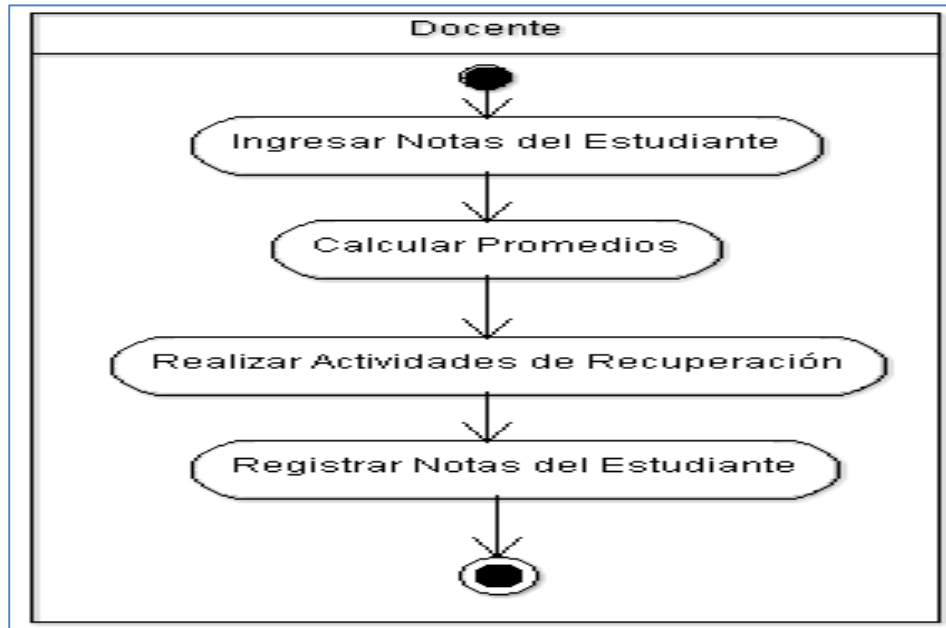 Docente
Ingresar Notas del Estudiante
Calcular Promedios
Realizar Actividades de Recuperación
Registrar Notas del Estudiante